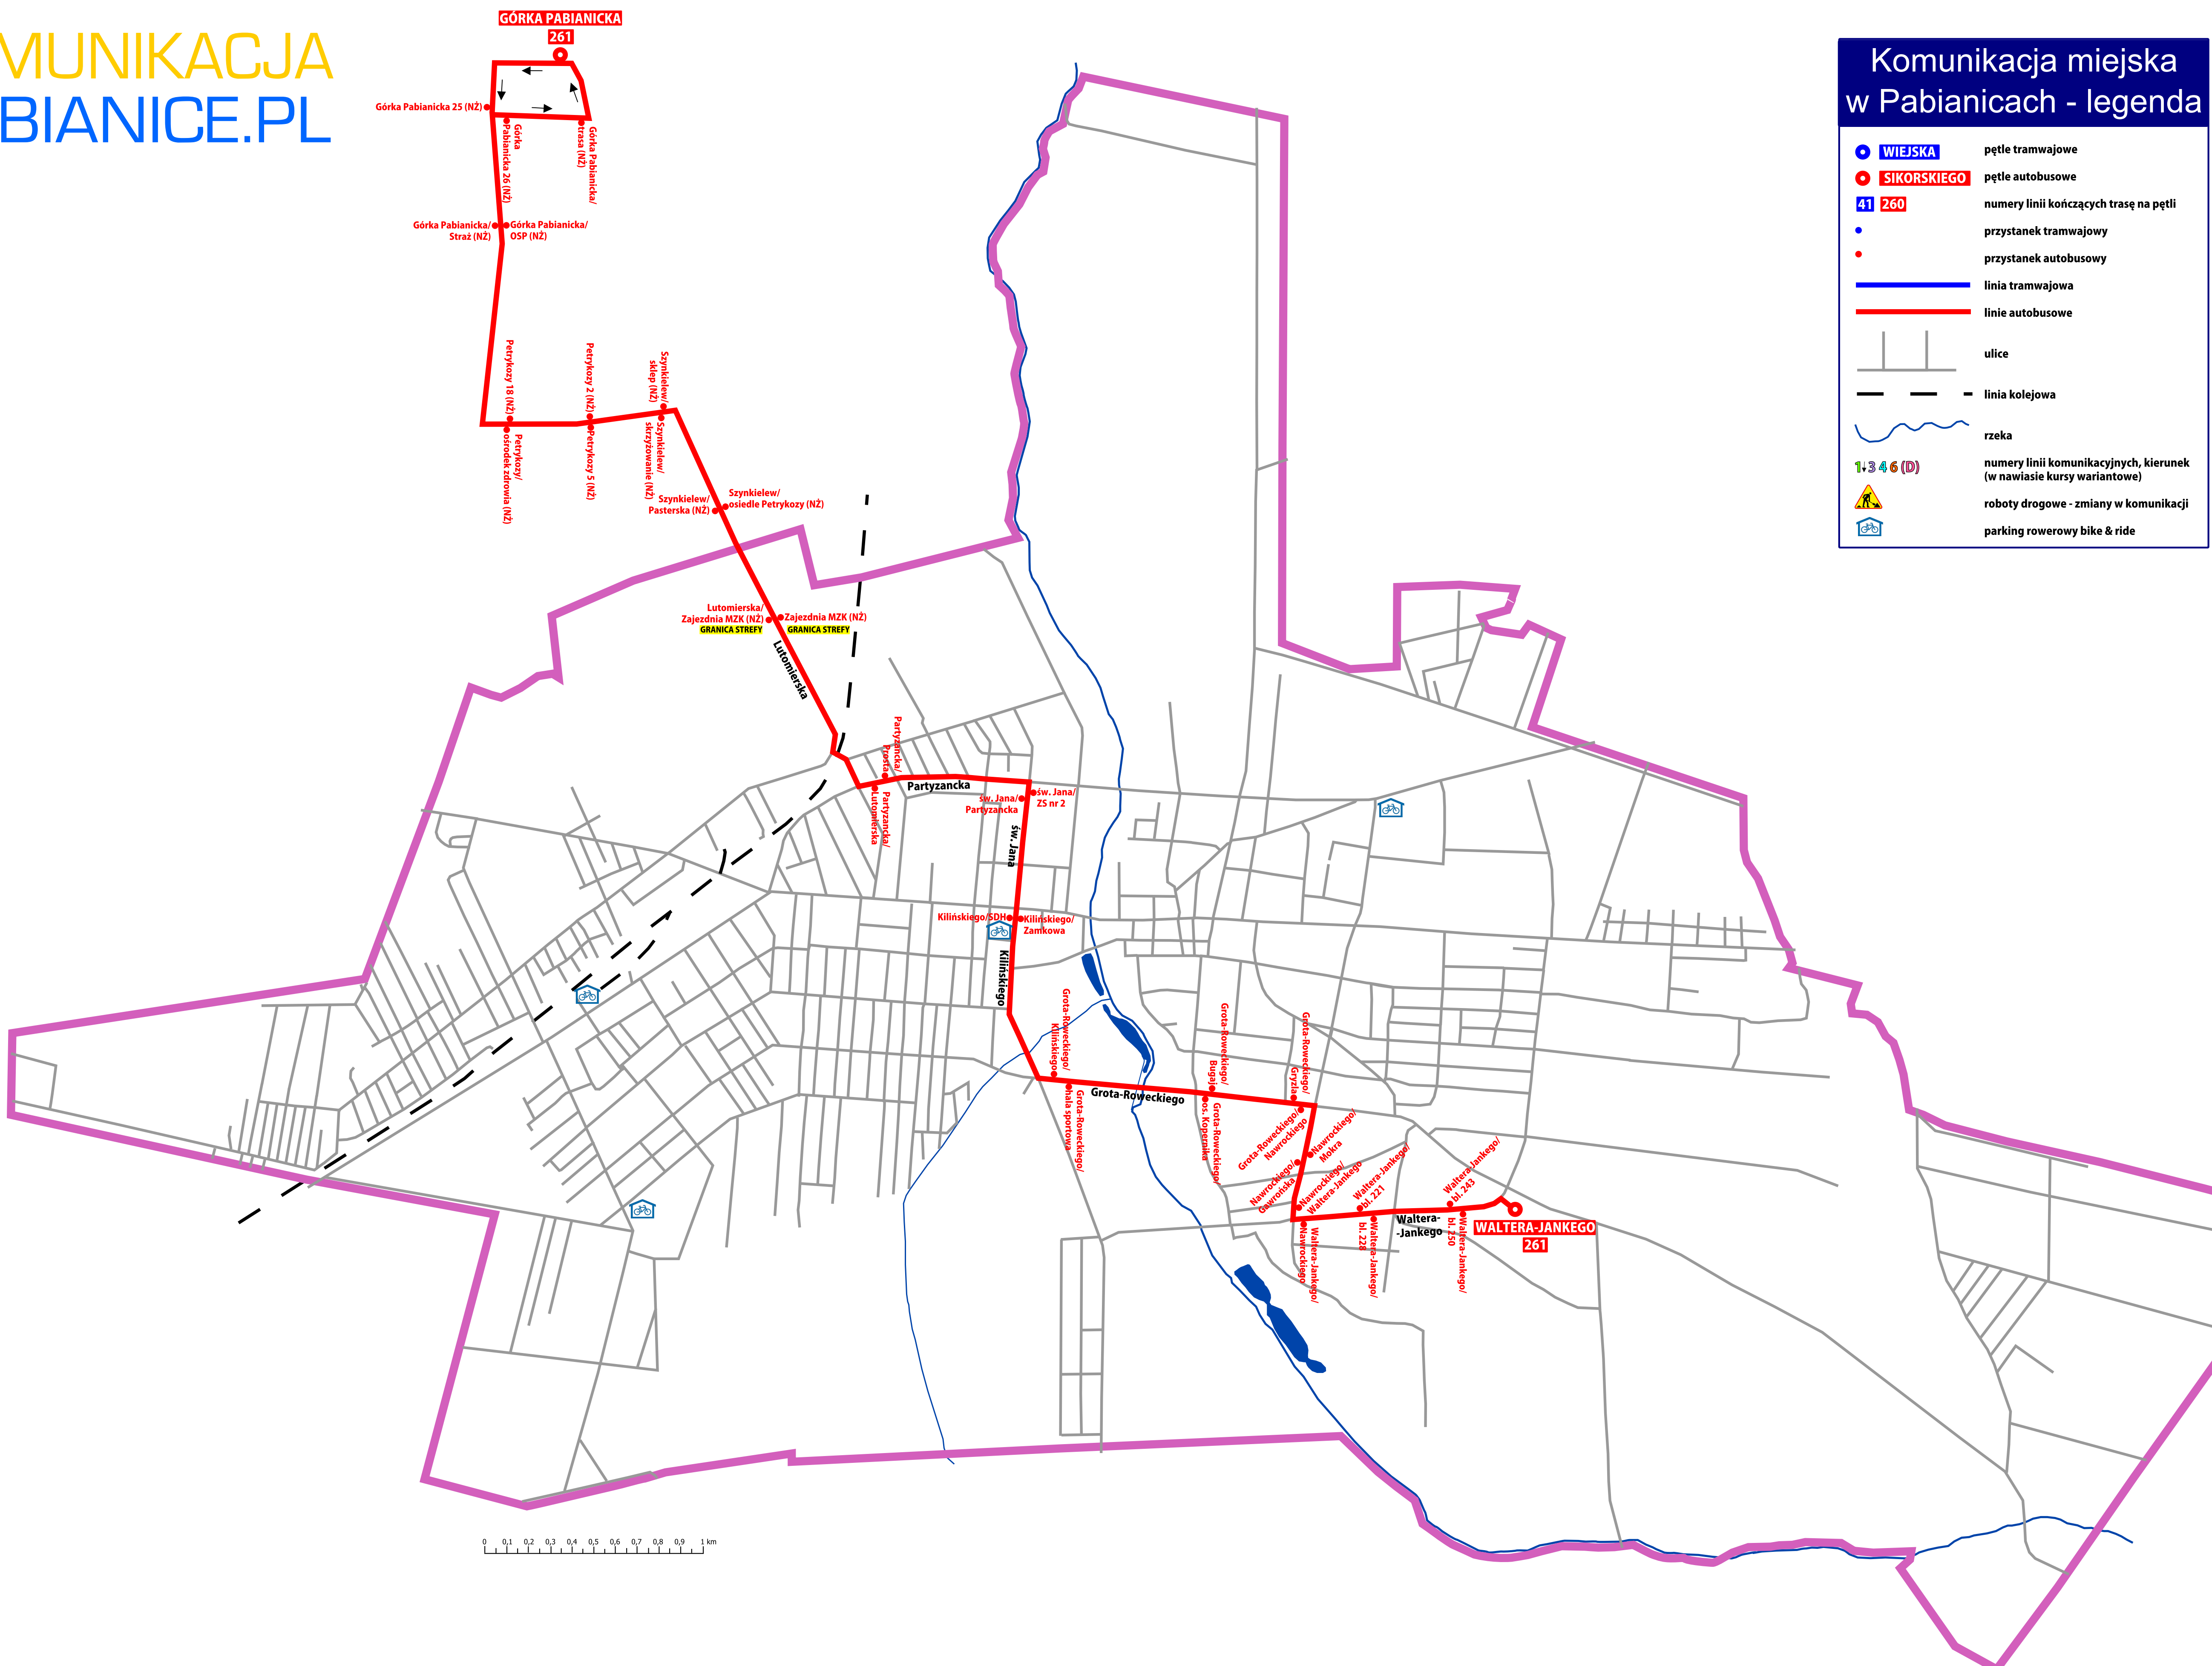 MUNIKACJA
BIANICE.PL
GÓRKA PABIANICKA
261
Górka Pabianicka 25 (NŻ)
Górka
Pabianicka 26 (NŻ)
Górka Pabianicka/
trasa (NŻ)
Górka Pabianicka/
Straż (NŻ)
Górka Pabianicka/
OSP (NŻ)
Petrykozy 18 (NŻ)
Petrykozy/
ośrodek zdrowia (NŻ)
Petrykozy 2 (NŻ)
Petrykozy 5 (NŻ)
Szynkielew/
sklep (NŻ)
Szynkielew/
skrzyżowanie (NŻ)
Szynkielew/
Pasterska (NŻ)
Szynkielew/
osiedle Petrykozy (NŻ)
Lutomierska/
Zajezdnia MZK (NŻ)
GRANICA STREFY
Zajezdnia MZK (NŻ)
GRANICA STREFY
Lutomierska
Partyzancka/
Prosta
Partyzancka/
Lutomierska
Partyzancka
św. Jana/
Partyzancka
św. Jana/
ZS nr 2
św. Jana
Kilińskiego/SDH
Kilińskiego/
Zamkowa
Kilińskiego
Grota-Roweckiego/
Kilińskiego
Grota-Roweckiego/
hala sportowa
Grota-Roweckiego
Grota-Roweckiego/
Bugaj
Grota-Roweckiego/
os. Kopernika
Grota-Roweckiego/
Gryzla
Grota-Roweckiego/
Nawrockiego
Nawrockiego/
Mokra
Nawrockiego/
Gawrońska
Nawrockiego/
Waltera-Jankego
Waltera-Jankego/
Nawrockiego
Waltera-Jankego/
bl. 221
Waltera-Jankego/
bl. 228
Waltera-
-Jankego
Waltera-Jankego/
bl. 243
Waltera-Jankego/
bl. 250
WALTERA-JANKEGO
261
Komunikacja miejska
w Pabianicach - legenda
WIEJSKA pętle tramwajowe
SIKORSKIEGO pętle autobusowe
41 260 numery linii kończących trasę na pętli
przystanek tramwajowy
przystanek autobusowy
linia tramwajowa
linie autobusowe
ulice
linia kolejowa
rzeka
1↓3 4 6 (D) numery linii komunikacyjnych, kierunek
(w nawiasie kursy wariantowe)
roboty drogowe - zmiany w komunikacji
parking rowerowy bike & ride
0 0,1 0,2 0,3 0,4 0,5 0,6 0,7 0,8 0,9 1 km